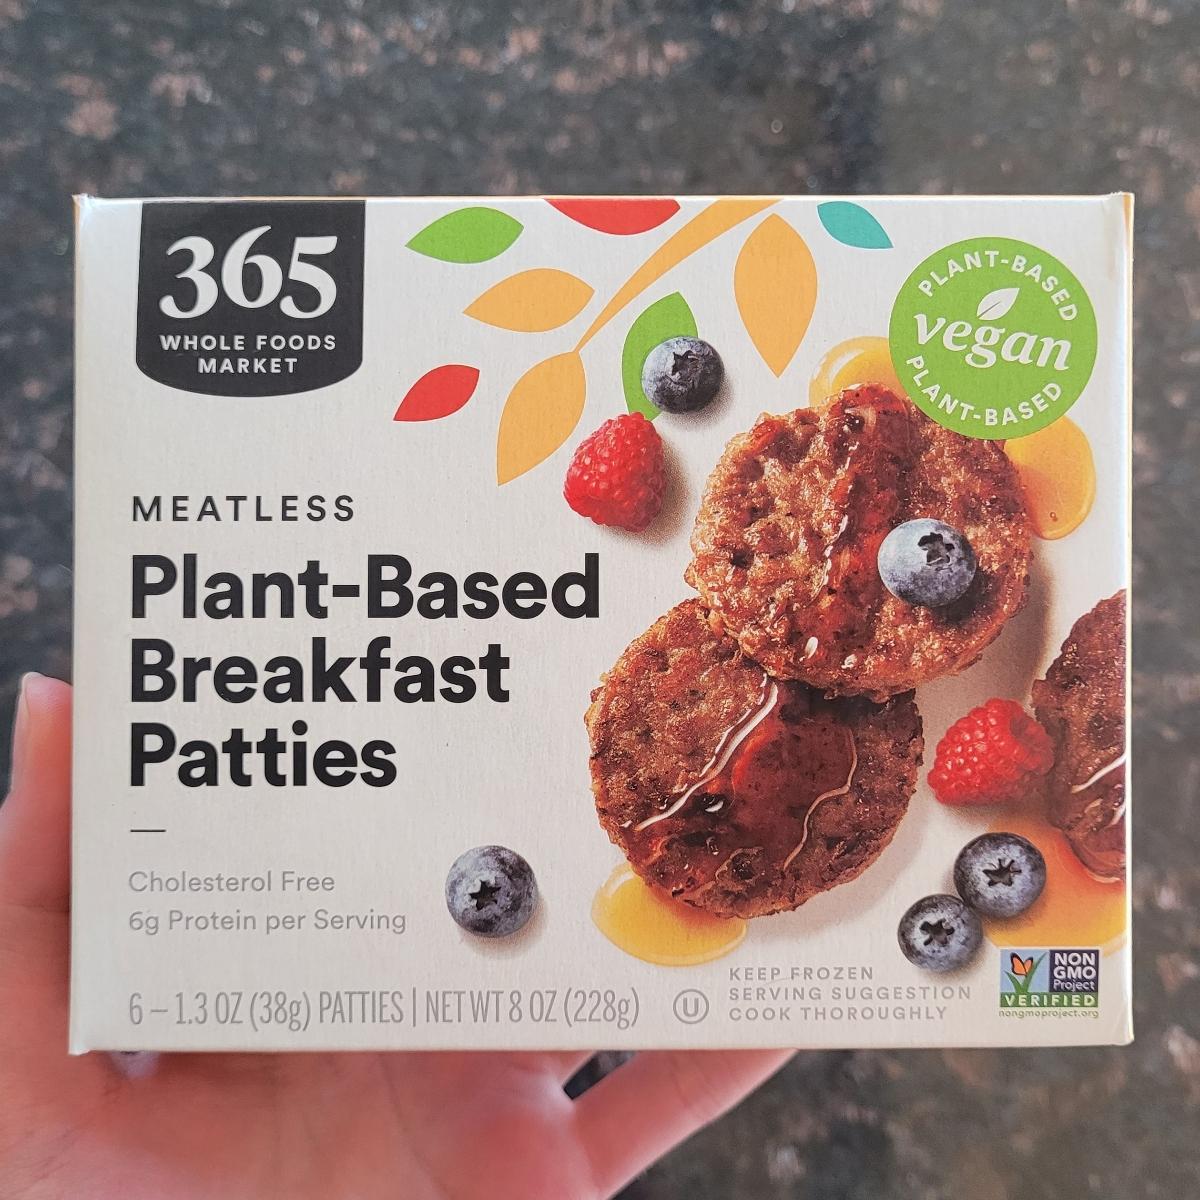 365
WHOLE FOODS
MARKET
PLANT-BASED
vegan
PLANT-BASED
MEATLESS
Plant-Based
Breakfast
Patties
Cholesterol Free
6g Protein per Serving
6 – 1.3 OZ (38g) PATTIES | NET WT 8 OZ (228g)
U
KEEP FROZEN
SERVING SUGGESTION
COOK THOROUGHLY
NON
GMO
Project
VERIFIED
nongmoproject.org